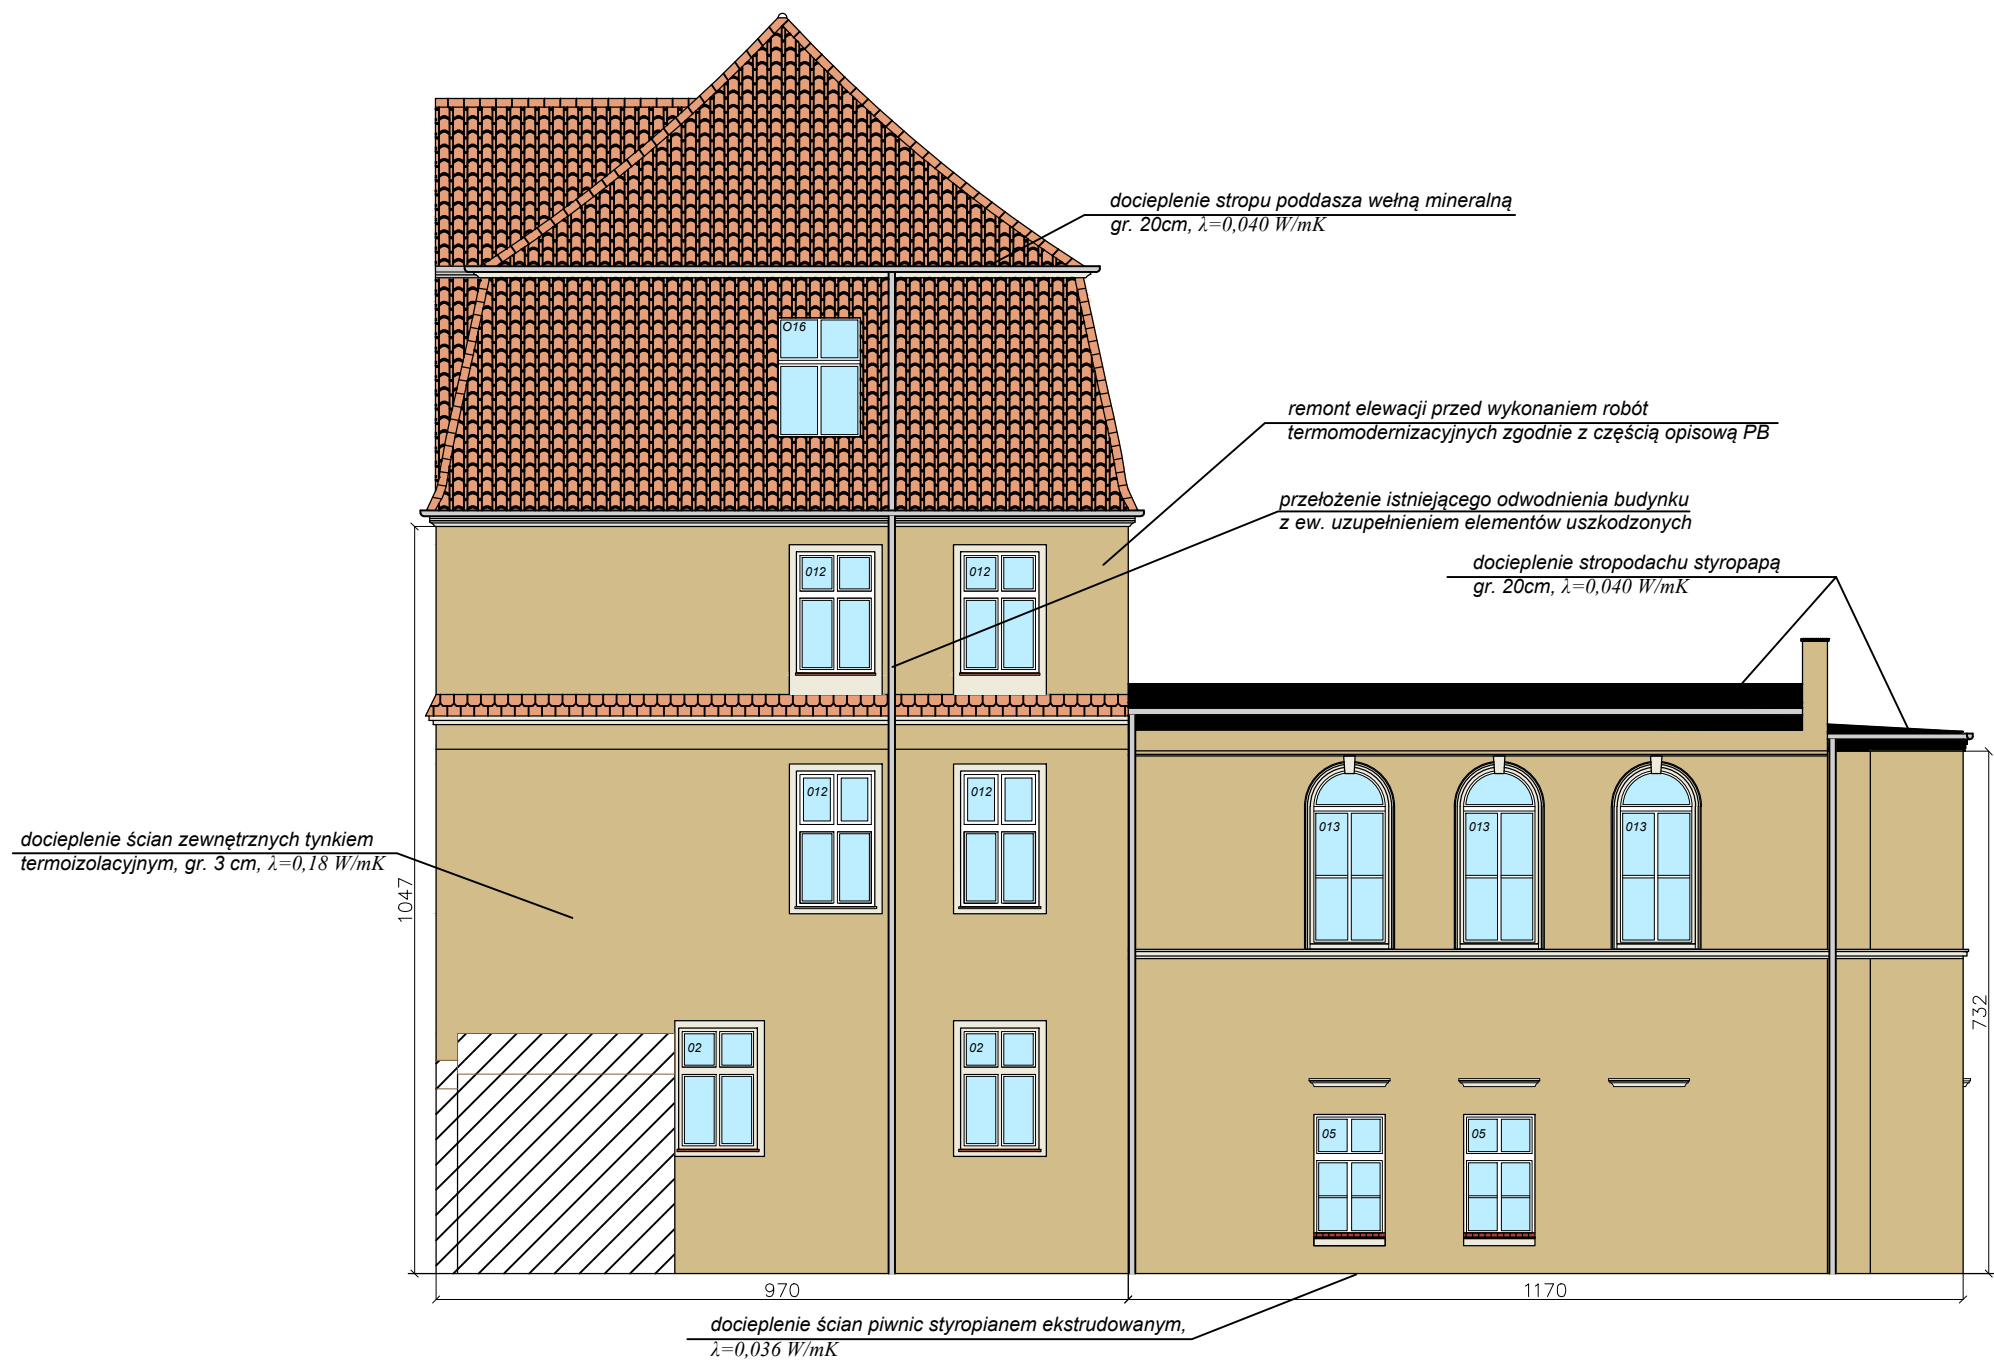 docieplenie stropu poddasza wełną mineralną
gr. 20cm, λ=0,040 W/mK
O16
remont elewacji przed wykonaniem robót
termomodernizacyjnych zgodnie z częścią opisową PB
przełożenie istniejącego odwodnienia budynku
z ew. uzupełnieniem elementów uszkodzonych
docieplenie stropodachu styropapą
gr. 20cm, λ=0,040 W/mK
012
012
012
012
013
013
013
docieplenie ścian zewnętrznych tynkiem
termoizolacyjnym, gr. 3 cm, λ=0,18 W/mK
1047
732
02
02
05
05
970
1170
docieplenie ścian piwnic styropianem ekstrudowanym,
λ=0,036 W/mK